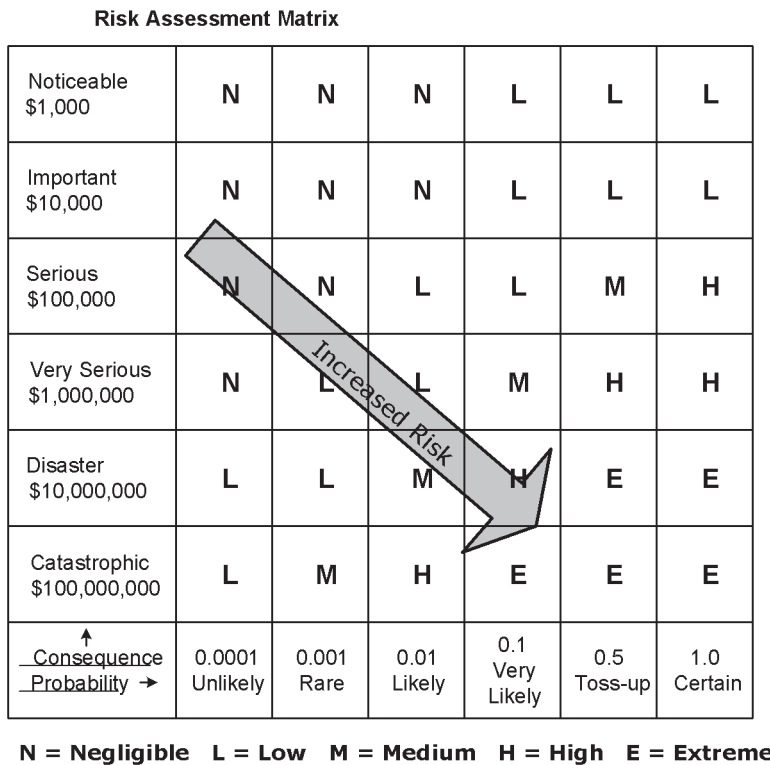 Risk Assessment Matrix
Noticeable
$1,000
N N N L L L
Important
$10,000
N N N L L L
Serious
$100,000
N N L L M H
Very Serious
$1,000,000
N L L M H H
Increased Risk
Disaster
$10,000,000
L L M H E E
Catastrophic
$100,000,000
L M H E E E
Consequence
Probability
0.0001
Unlikely
0.001
Rare
0.01
Likely
0.1
Very
Likely
0.5
Toss-up
1.0
Certain
N = Negligible L = Low M = Medium H = High E = Extreme